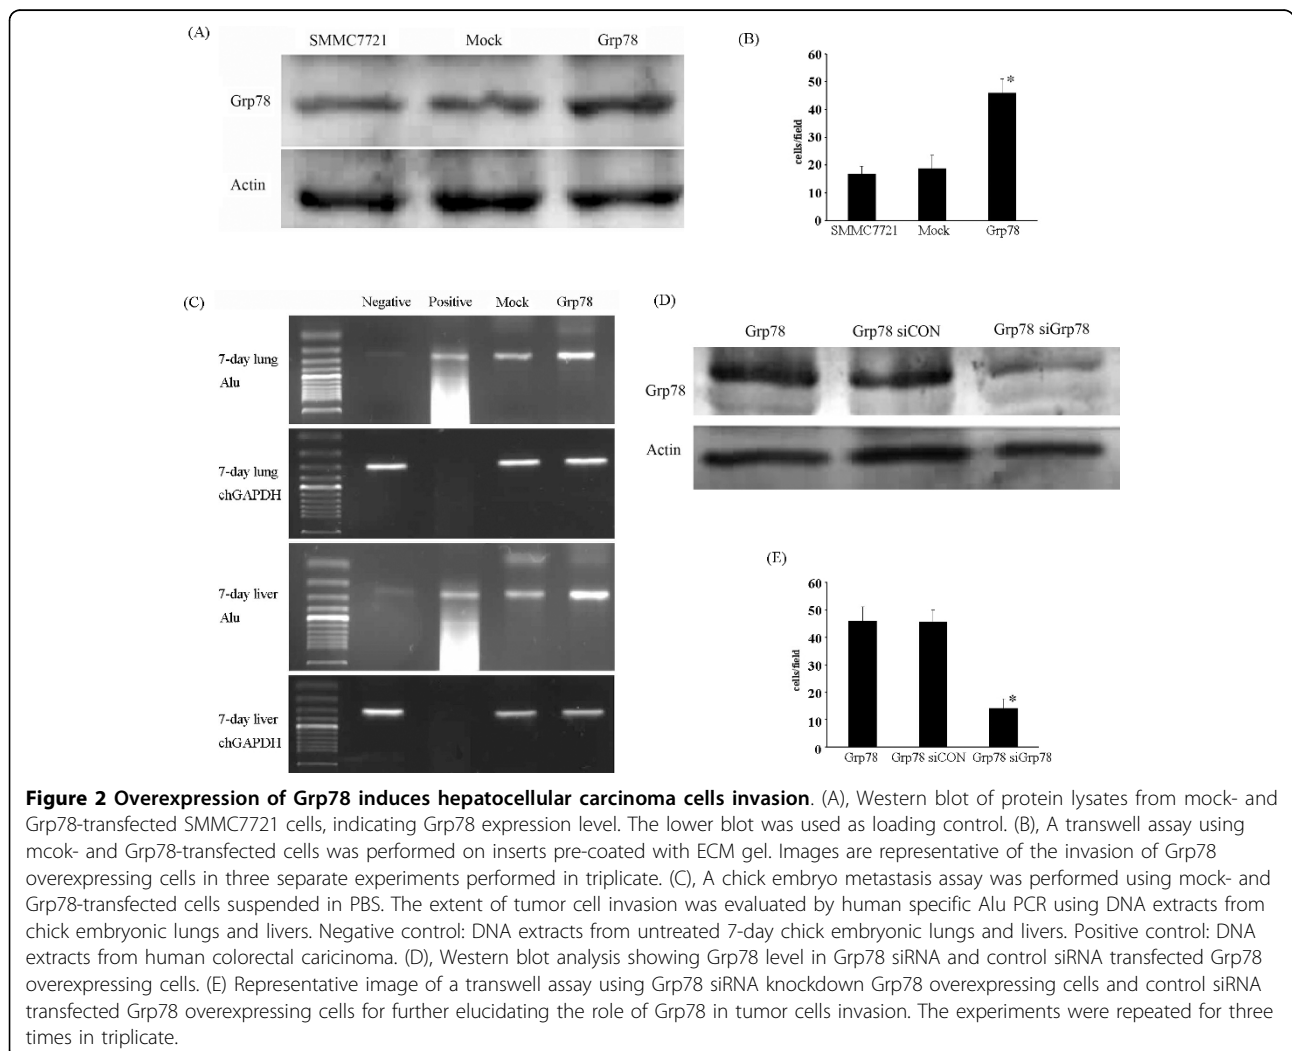 (A)
SMMC7721 Mock Grp78
Grp78
Actin
(B)
60
50
40
30
20
10
0
cells/field
*
SMMC7721 Mock Grp78
(C)
Negative Positive Mock Grp78
7-day lung
Alu
7-day lung
chGAPDH
7-day liver
Alu
7-day liver
chGAPDH
(D)
Grp78 Grp78 siCON Grp78 siGrp78
Grp78
Actin
(E)
60
50
40
30
20
10
0
cells/field
*
Grp78 Grp78 siCON Grp78 siGrp78
Figure 2 Overexpression of Grp78 induces hepatocellular carcinoma cells invasion. (A), Western blot of protein lysates from mock- and
Grp78-transfected SMMC7721 cells, indicating Grp78 expression level. The lower blot was used as loading control. (B), A transwell assay using
mcok- and Grp78-transfected cells was performed on inserts pre-coated with ECM gel. Images are representative of the invasion of Grp78
overexpressing cells in three separate experiments performed in triplicate. (C), A chick embryo metastasis assay was performed using mock- and
Grp78-transfected cells suspended in PBS. The extent of tumor cell invasion was evaluated by human specific Alu PCR using DNA extracts from
chick embryonic lungs and livers. Negative control: DNA extracts from untreated 7-day chick embryonic lungs and livers. Positive control: DNA
extracts from human colorectal caricinoma. (D), Western blot analysis showing Grp78 level in Grp78 siRNA and control siRNA transfected Grp78
overexpressing cells. (E) Representative image of a transwell assay using Grp78 siRNA knockdown Grp78 overexpressing cells and control siRNA
transfected Grp78 overexpressing cells for further elucidating the role of Grp78 in tumor cells invasion. The experiments were repeated for three
times in triplicate.